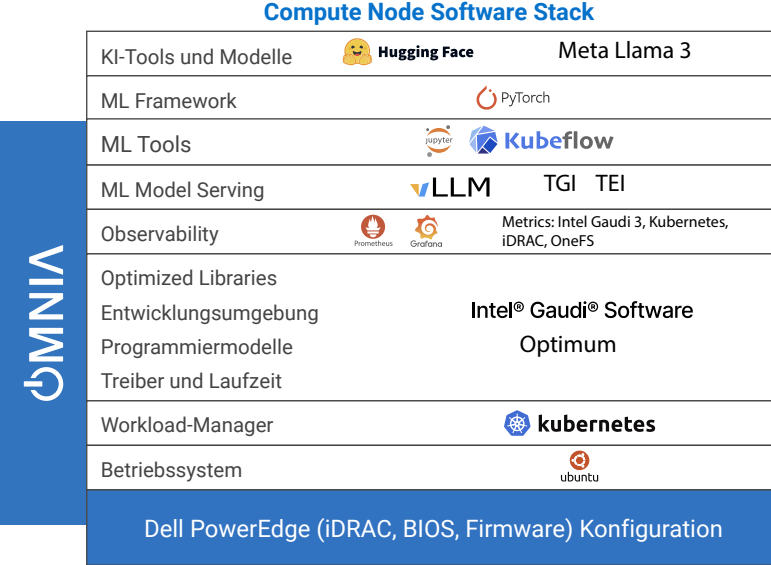 Compute Node Software Stack
KI-Tools und Modelle
Hugging Face
Meta Llama 3
ML Framework
PyTorch
ML Tools
jupyter
Kubeflow
ML Model Serving
vLLM
TGI TEI
Observability
Prometheus
Grafana
Metrics: Intel Gaudi 3, Kubernetes,
iDRAC, OneFS
Optimized Libraries
Entwicklungsumgebung
Programmiermodelle
Treiber und Laufzeit
Intel® Gaudi® Software
Optimum
Workload-Manager
kubernetes
Betriebssystem
ubuntu
OMNIA
Dell PowerEdge (iDRAC, BIOS, Firmware) Konfiguration